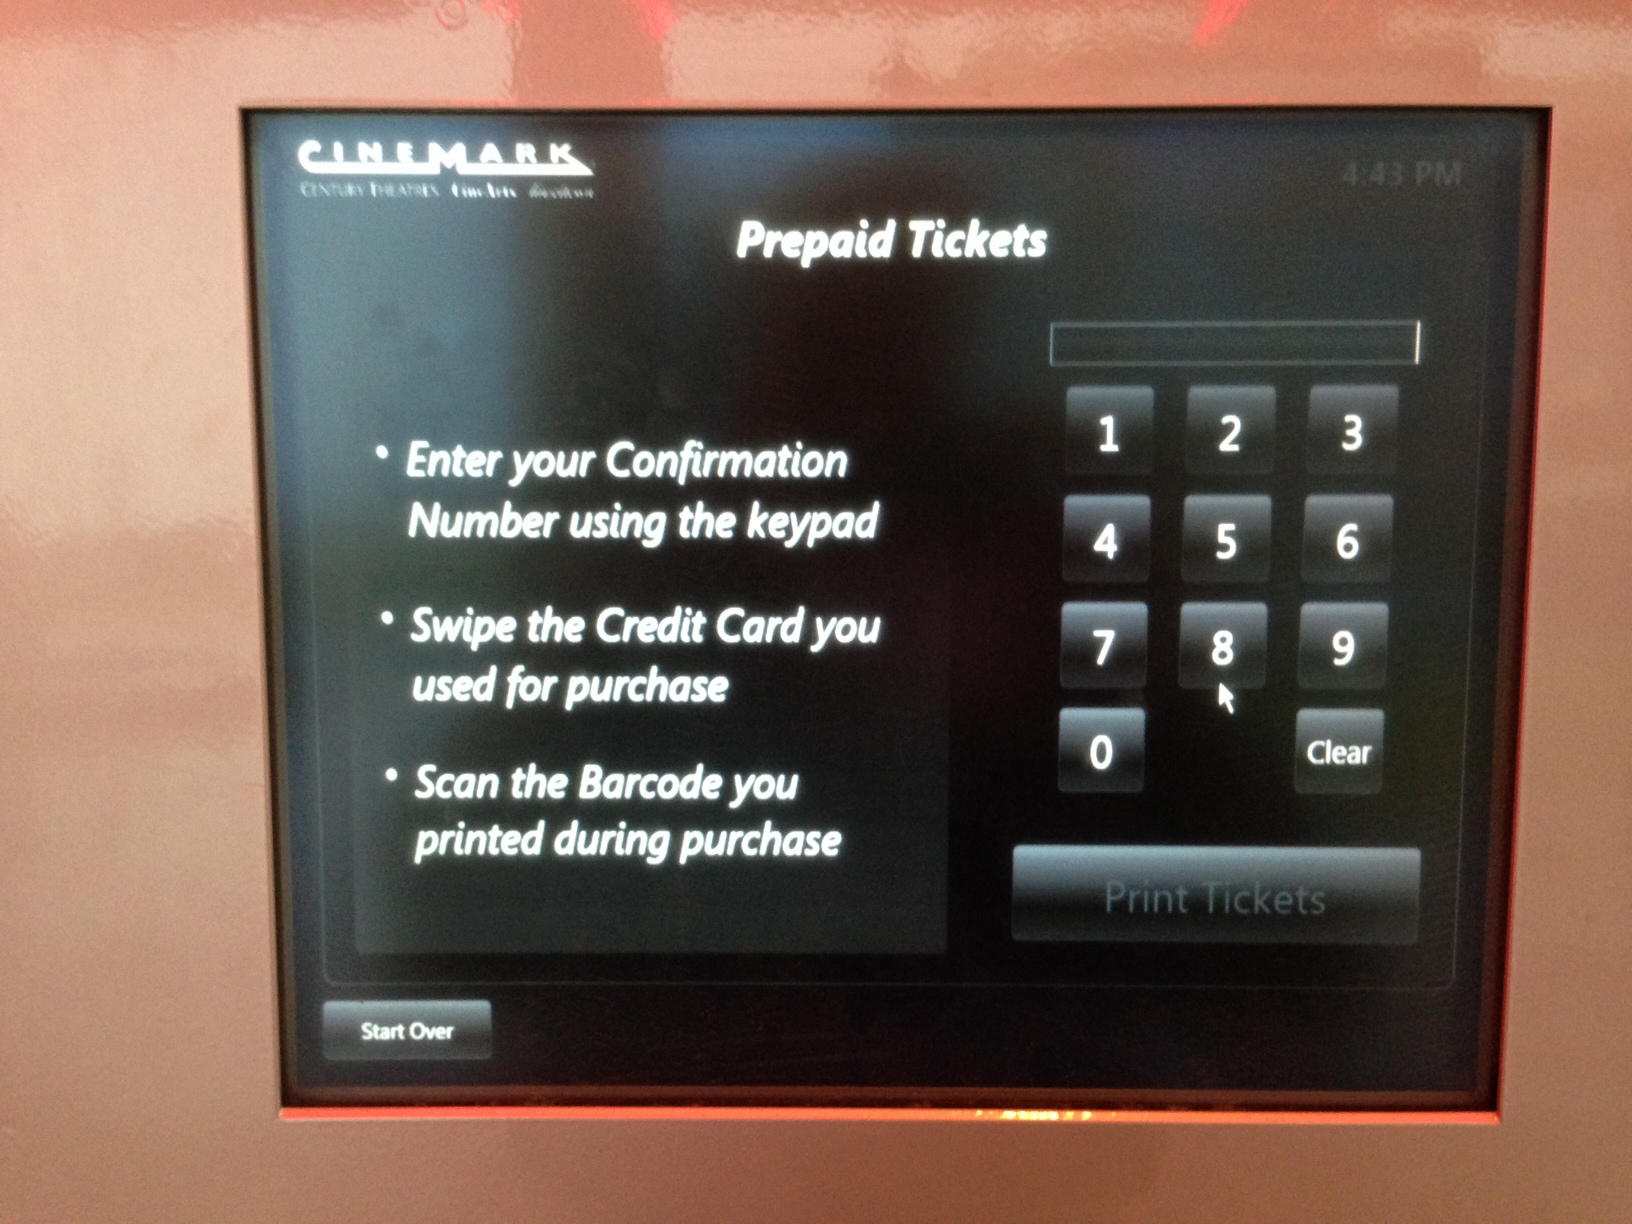 CINEMARK
CENTURY THEATRES CinéArts Tinseltown
4:43 PM
Prepaid Tickets
• Enter your Confirmation
Number using the keypad
• Swipe the Credit Card you
used for purchase
• Scan the Barcode you
printed during purchase
1 2 3
4 5 6
7 8 9
0 Clear
Print Tickets
Start Over